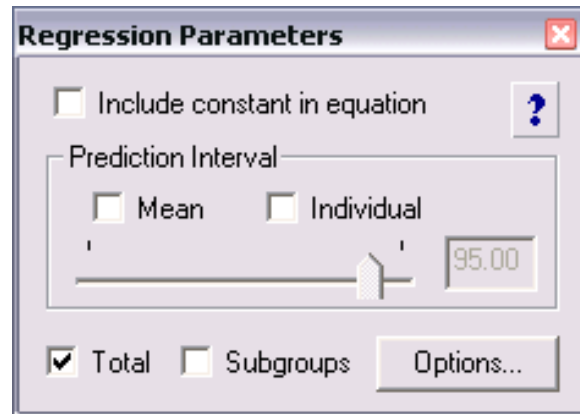 Regression Parameters
Include constant in equation
?
Prediction Interval
Mean Individual
95.00
Total Subgroups Options...